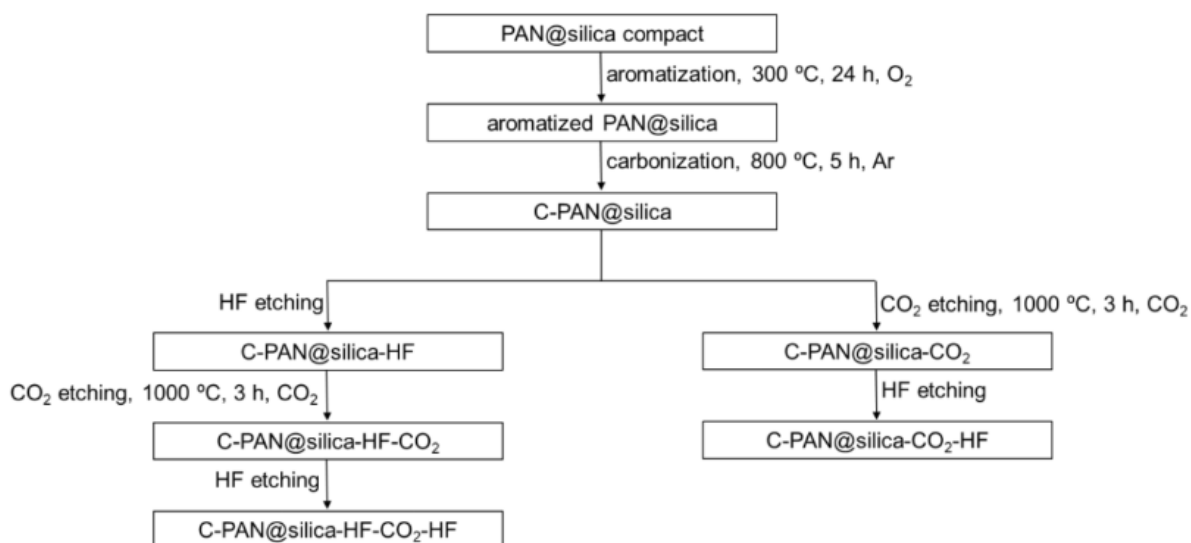 PAN@silica compact
aromatization, 300 ºC, 24 h, O₂
aromatized PAN@silica
carbonization, 800 ºC, 5 h, Ar
C-PAN@silica
HF etching
CO₂ etching, 1000 ºC, 3 h, CO₂
C-PAN@silica-HF
C-PAN@silica-CO₂
CO₂ etching, 1000 ºC, 3 h, CO₂
HF etching
C-PAN@silica-HF-CO₂
C-PAN@silica-CO₂-HF
HF etching
C-PAN@silica-HF-CO₂-HF